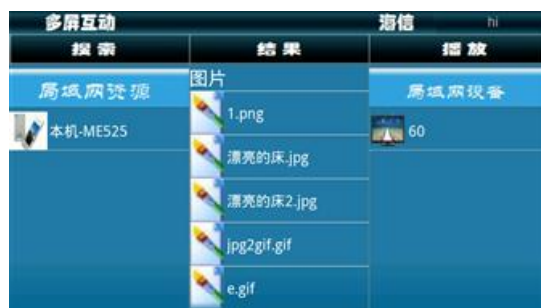 多屏互动
海信
hi
搜索
结果
播放
局域网资源
本机-ME525
图片
1.png
漂亮的床.jpg
漂亮的床2.jpg
jpg2gif.gif
e.gif
局域网设备
60